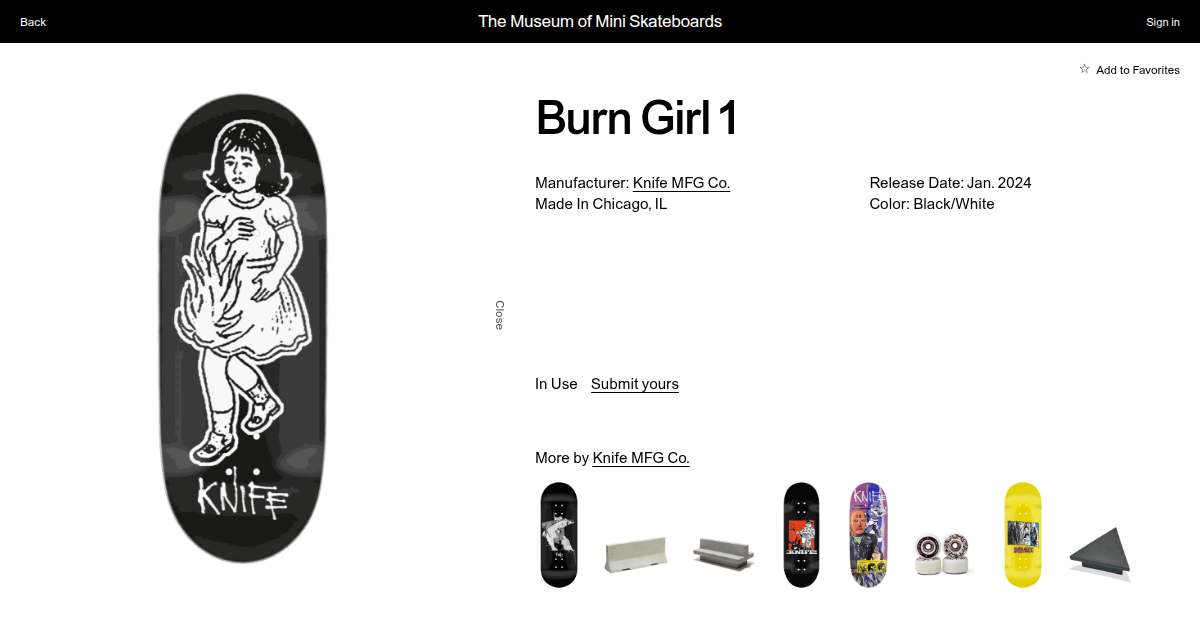 Back
The Museum of Mini Skateboards
Sign in
☆ Add to Favorites
Burn Girl 1
Manufacturer: Knife MFG Co.
Made In Chicago, IL
Release Date: Jan. 2024
Color: Black/White
Close
In Use Submit yours
More by Knife MFG Co.
KNIFE
KNIFE
KNIFE